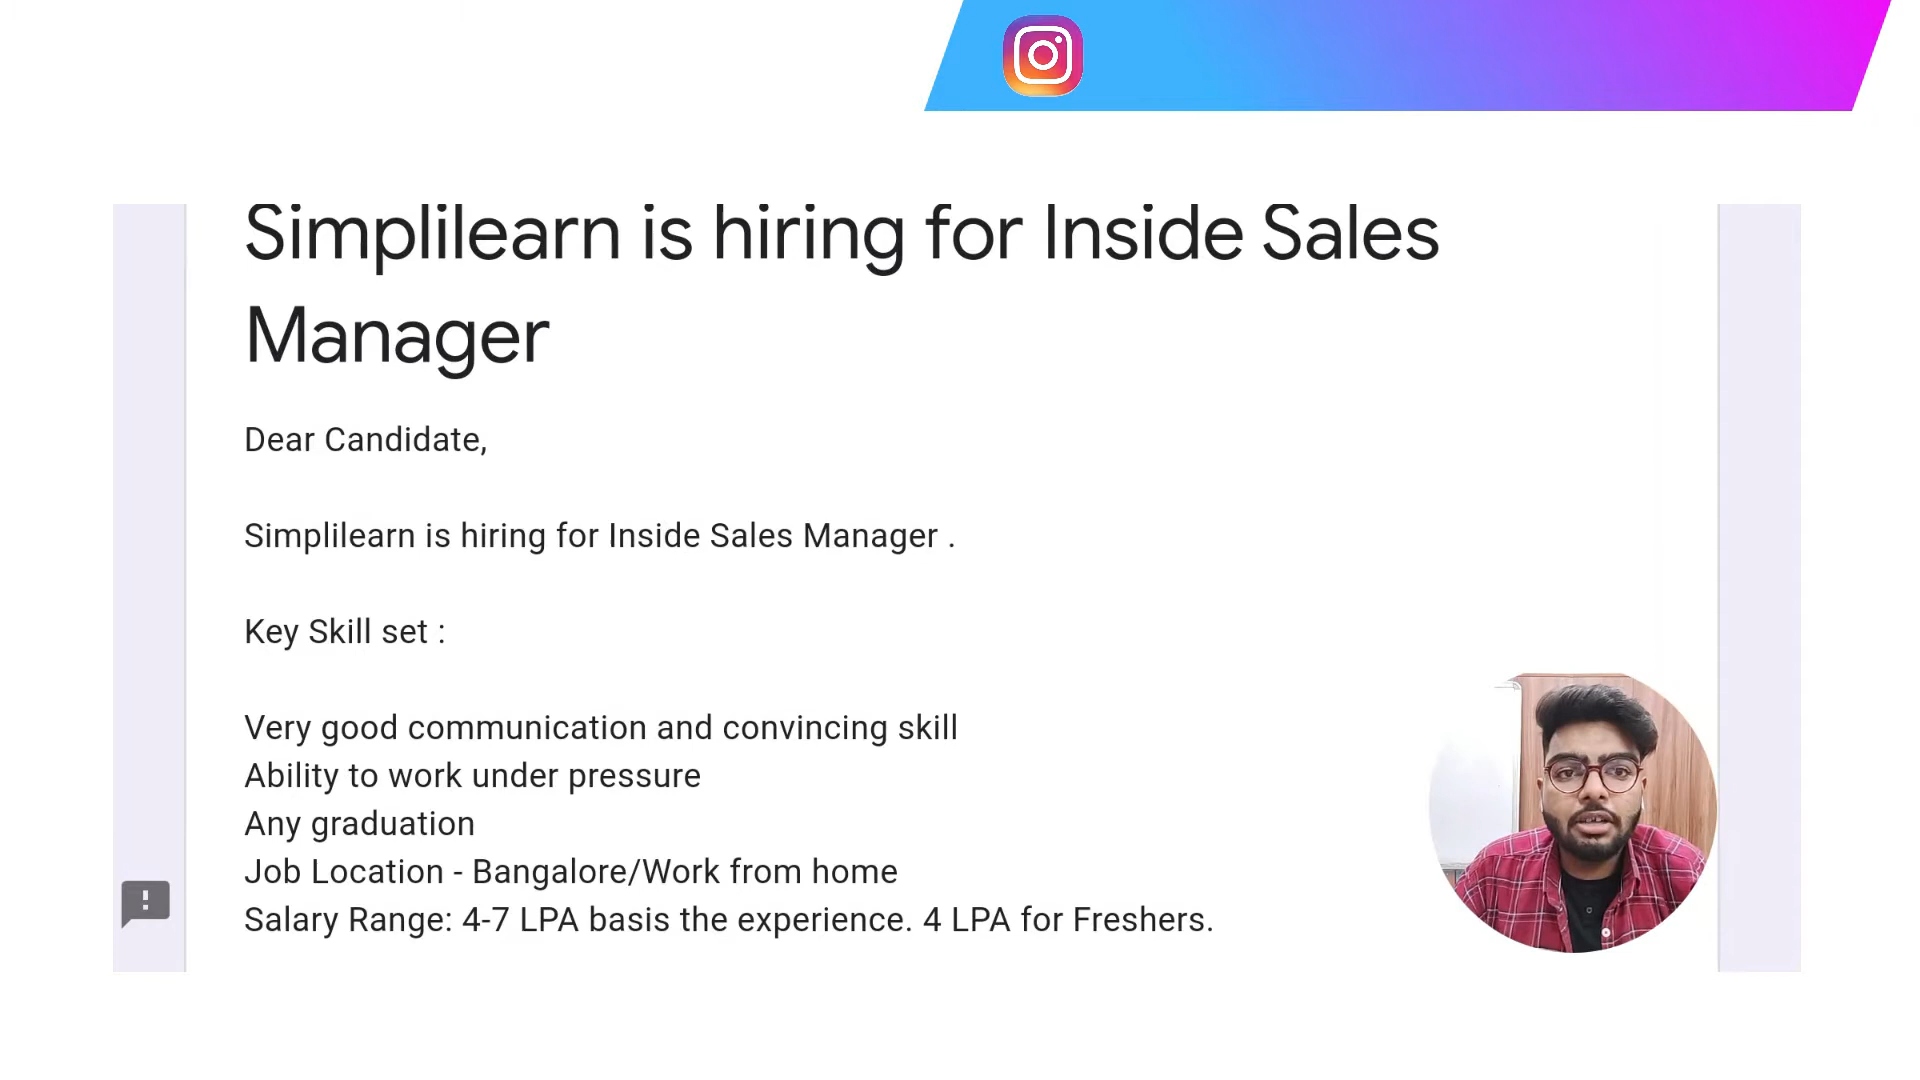 Simplilearn is hiring for Inside Sales
Manager
Dear Candidate,
Simplilearn is hiring for Inside Sales Manager .
Key Skill set :
Very good communication and convincing skill
Ability to work under pressure
Any graduation
Job Location - Bangalore/Work from home
Salary Range: 4-7 LPA basis the experience. 4 LPA for Freshers.